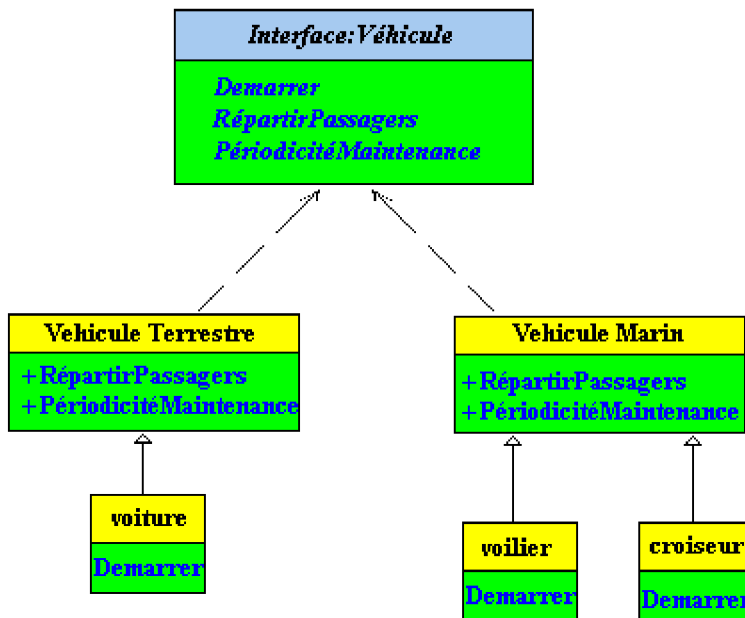 Interface:Véhicule
Demarrer
RépartirPassagers
PériodicitéMaintenance
Vehicule Terrestre
+RépartirPassagers
+PériodicitéMaintenance
Vehicule Marin
+RépartirPassagers
+PériodicitéMaintenance
voiture
Demarrer
voilier
Demarrer
croiseur
Demarrer